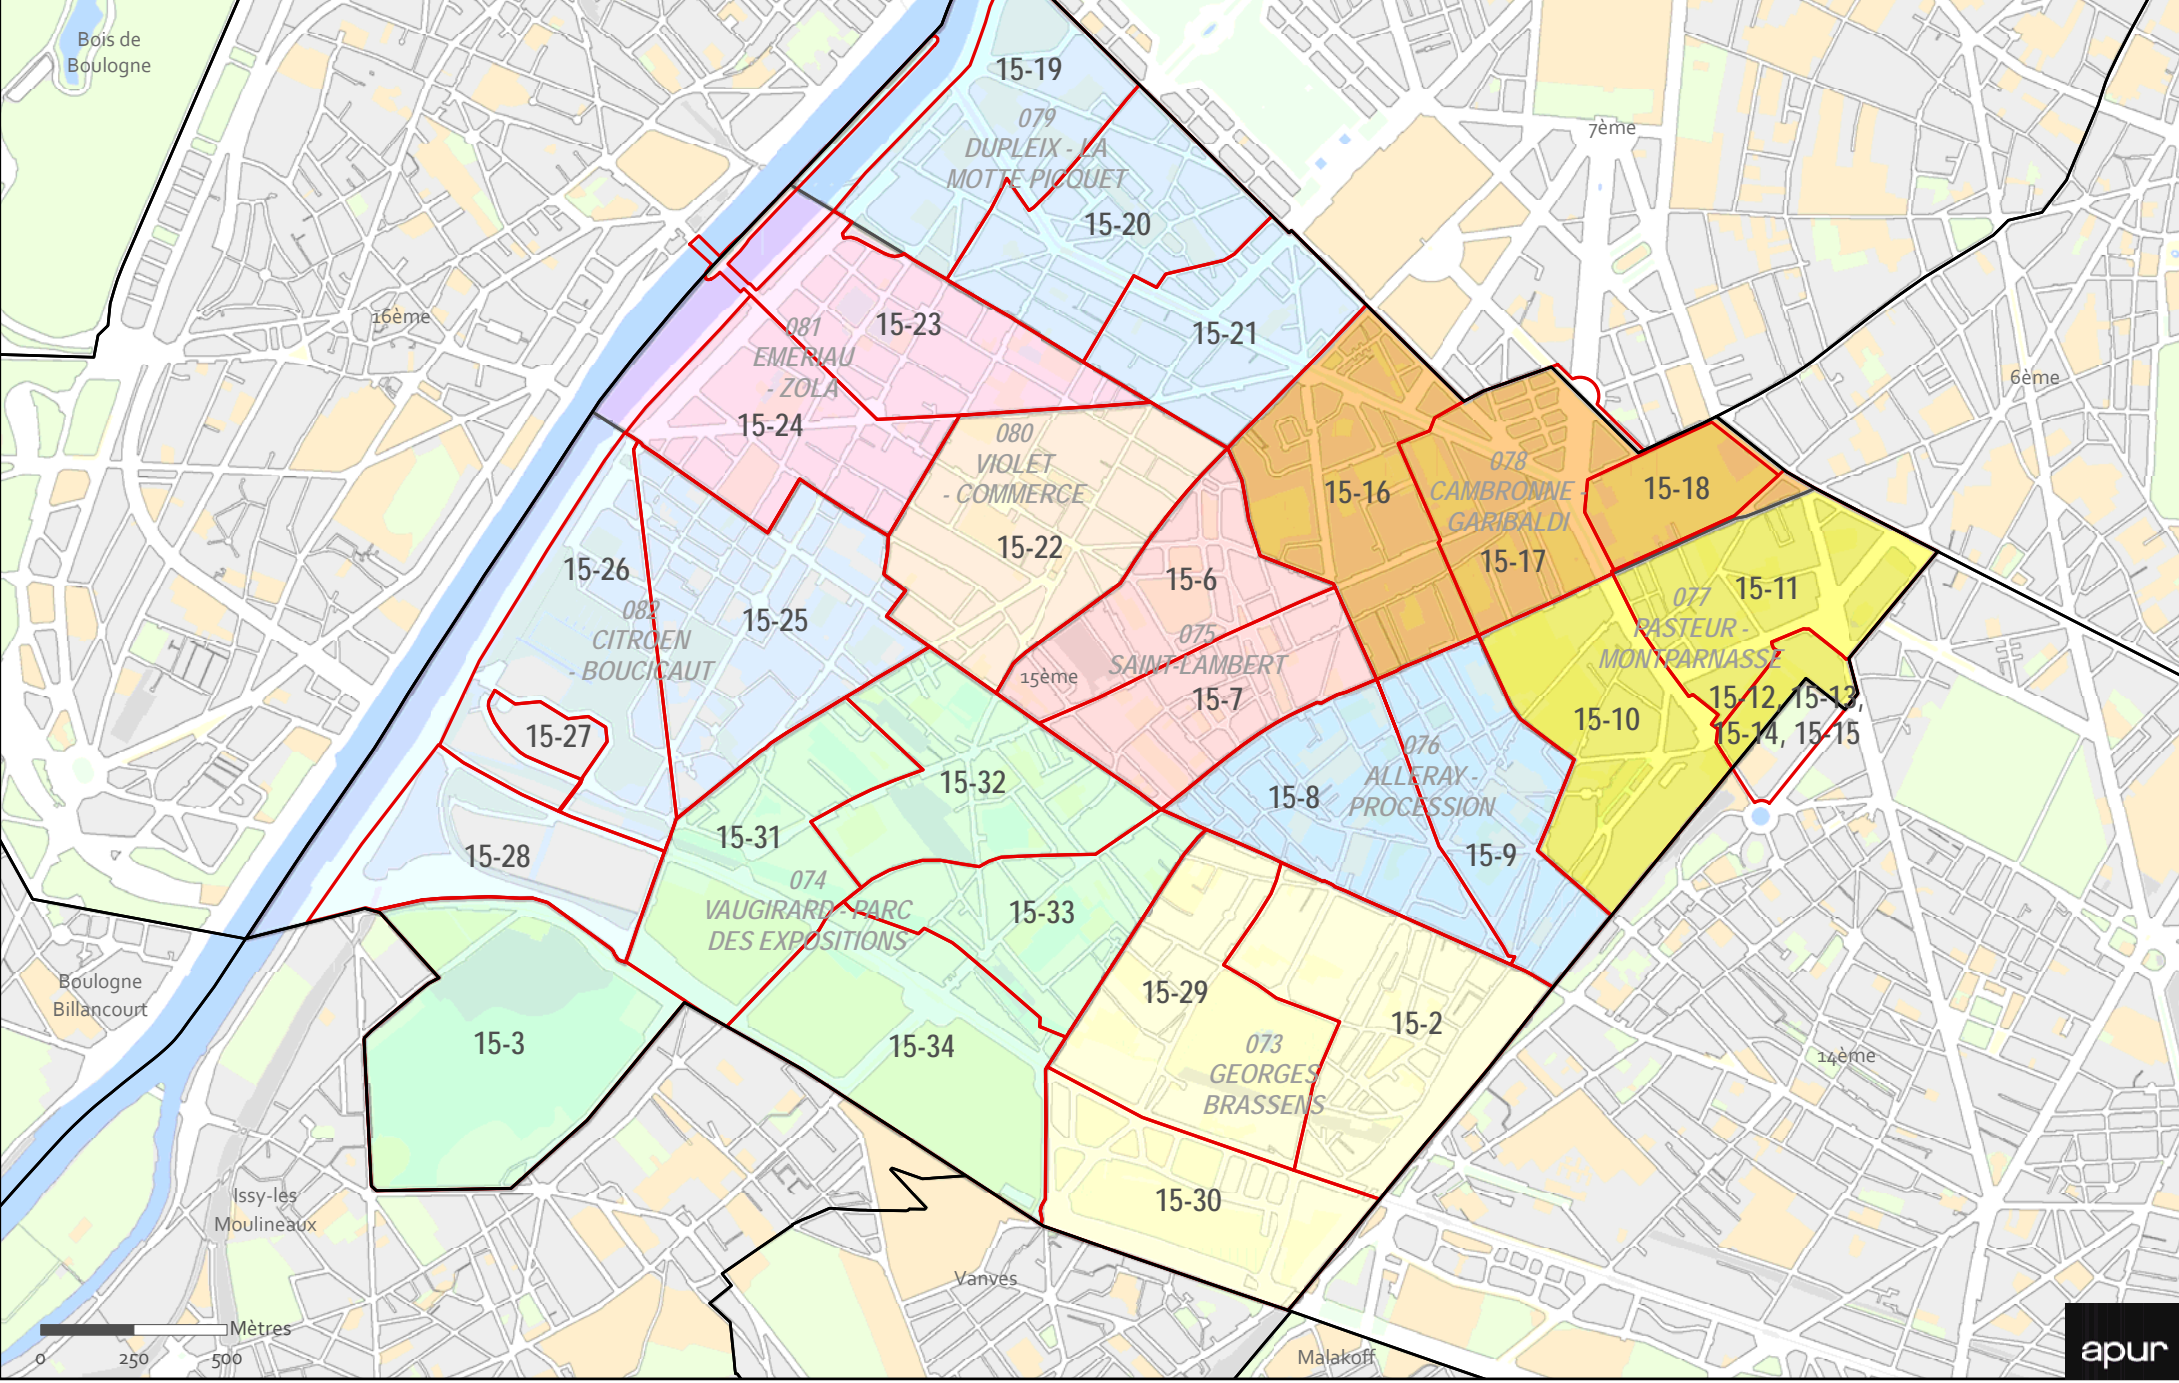 Bois de
Boulogne
15-19
079
DUPLEIX - LA
MOTTE PICQUET
7ème
15-20
16ème
081
EMERIAU
- ZOLA
15-23
15-21
6ème
15-24
080
VIOLET
- COMMERCE
15-22
15-16
078
CAMBRONNE -
GARIBALDI
15-18
15-17
15-26
15-6
15-11
082
CITROEN
- BOUCICAUT
15-25
077
PASTEUR -
MONTPARNASSE
075
SAINT-LAMBERT
15ème
15-7
15-12, 15-13,
15-14, 15-15
15-10
15-27
076
ALLERAY -
PROCESSION
15-32
15-8
15-31
15-28
15-9
074
VAUGIRARD - PARC
DES EXPOSITIONS
15-33
Boulogne
Billancourt
15-29
15-2
15-3
15-34
073
GEORGES
BRASSENS
14ème
15-30
Issy-les
Moulineaux
Vanves
Mètres
0 250 500
Malakoff
apur